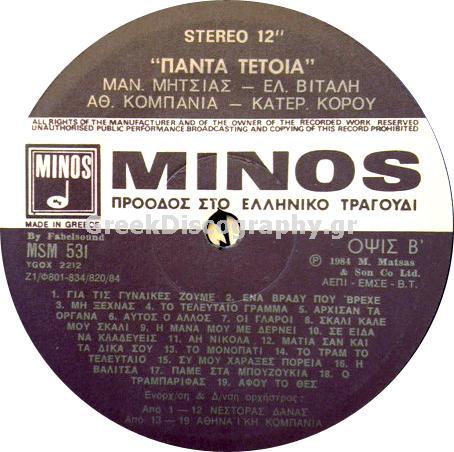 STEREO 12"
"ΠΑΝΤΑ ΤΕΤΟΙΑ"
ΜΑΝ. ΜΗΤΣΙΑΣ – ΕΛ. ΒΙΤΑΛΗ
ΑΘ. ΚΟΜΠΑΝΙΑ – ΚΑΤΕΡ. ΚΟΡΟΥ
ALL RIGHTS OF THE MANUFACTURER AND OF THE OWNER OF THE RECORDED WORK RESERVED
UNAUTHORISED PUBLIC PERFORMANCE BROADCASTING AND COPYING OF THIS RECORD PROHIBITED
MINOS
MINOS
ΠΡΟΟΔΟΣ ΣΤΟ ΕΛΛΗΝΙΚΟ ΤΡΑΓΟΥΔΙ
MADE IN GREECE
GreekDiscography.gr
By Fabelsound
MSM 531
YGOX 2212
Ζ1/Φ801-834/820/84
ΟΨΙΣ Β'
℗ 1984 M. Matsas
& Son Co Ltd.
ΑΕΠΙ - ΕΜΣΕ - Β.Τ.
1. ΓΙΑ ΤΙΣ ΓΥΝΑΙΚΕΣ ΖΟΥΜΕ 2. ΕΝΑ ΒΡΑΔΥ ΠΟΥ 'ΒΡΕΧΕ
3. ΜΗ ΞΕΧΝΑΣ 4. ΤΟ ΤΕΛΕΥΤΑΙΟ ΓΡΑΜΜΑ 5. ΑΡΧΙΣΑΝ ΤΑ
ΟΡΓΑΝΑ 6. ΑΥΤΟΣ Ο ΑΛΛΟΣ 7. ΟΙ ΓΛΑΡΟΙ 8. ΣΚΑΛΙ ΚΑΛΕ
ΜΟΥ ΣΚΑΛΙ 9. Η ΜΑΝΑ ΜΟΥ ΜΕ ΔΕΡΝΕΙ 10. ΣΕ ΕΙΔΑ
ΝΑ ΚΛΑΔΕΥΕΙΣ 11. ΑΗ ΝΙΚΟΛΑ 12. ΜΑΤΙΑ ΣΑΝ ΚΑΙ
ΤΑ ΔΙΚΑ ΣΟΥ 13. ΤΟ ΜΟΝΟΠΑΤΙ 14. ΤΟ ΤΡΑΜ ΤΟ
ΤΕΛΕΥΤΑΙΟ 15. ΣΥ ΜΟΥ ΧΑΡΑΞΕΣ ΠΟΡΕΙΑ 16. Η
ΒΑΛΙΤΣΑ 17. ΠΑΜΕ ΣΤΑ ΜΠΟΥΖΟΥΚΙΑ 18. Ο
ΤΡΑΜΠΑΡΙΦΑΣ 19. ΑΦΟΥ ΤΟ ΘΕΣ
Ενορχ/ση & Δ/νση ορχήστρας:
Από 1 – 12 ΝΕΣΤΟΡΑΣ ΔΑΝΑΣ
Από 13 – 19 ΑΘΗΝΑΪΚΗ ΚΟΜΠΑΝΙΑ